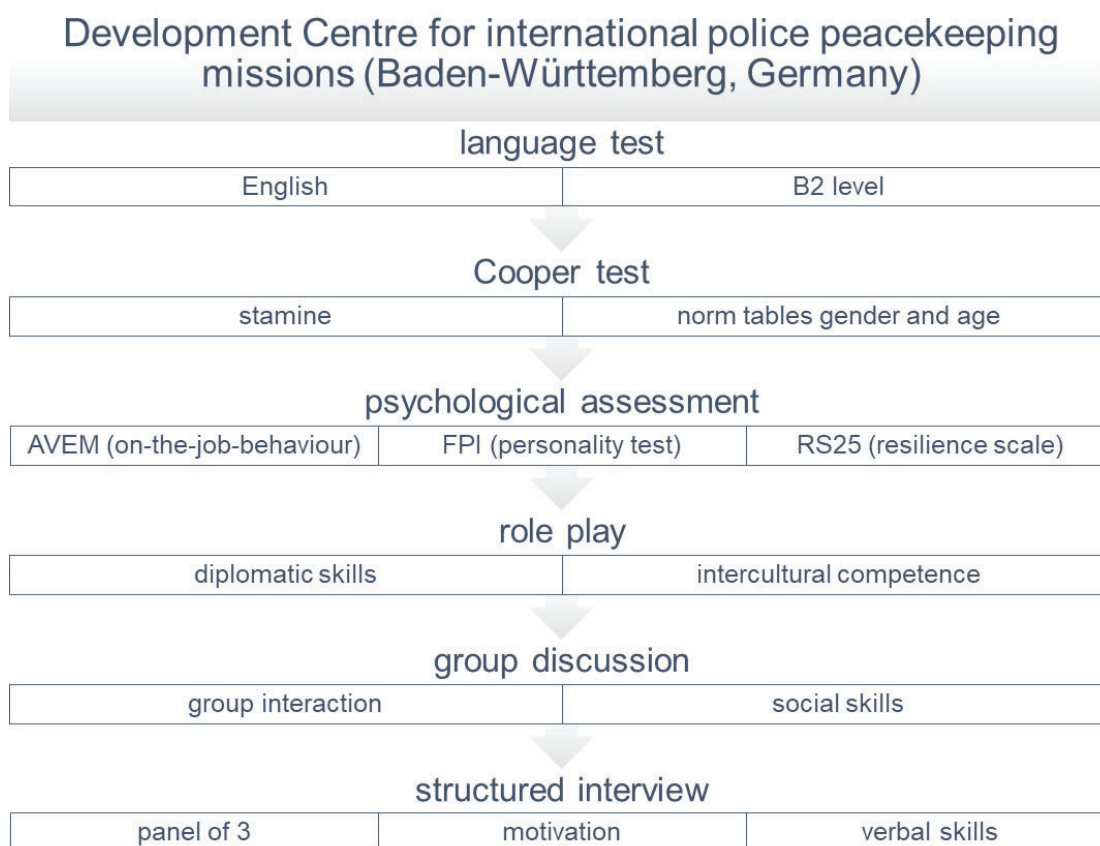 Development Centre for international police peacekeeping
missions (Baden-Württemberg, Germany)
language test
English
B2 level
Cooper test
stamine
norm tables gender and age
psychological assessment
AVEM (on-the-job-behaviour)
FPI (personality test)
RS25 (resilience scale)
role play
diplomatic skills
intercultural competence
group discussion
group interaction
social skills
structured interview
panel of 3
motivation
verbal skills